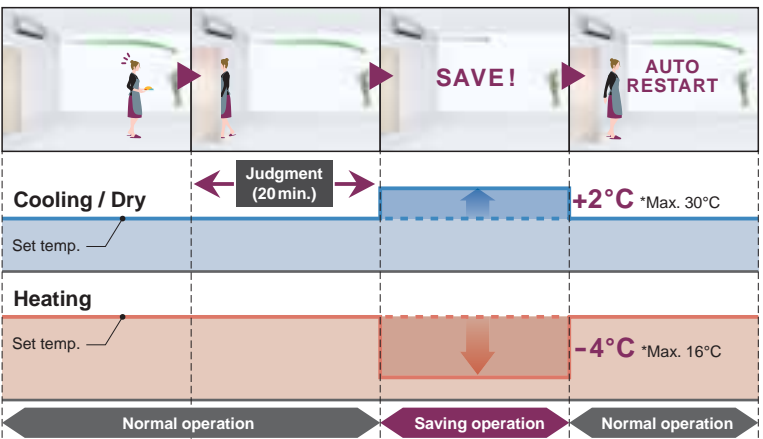 SAVE!
AUTO
RESTART
Judgment
(20 min.)
Cooling / Dry
+2°C *Max. 30°C
Set temp.
Heating
Set temp.
−4°C *Max. 16°C
Normal operation
Saving operation
Normal operation